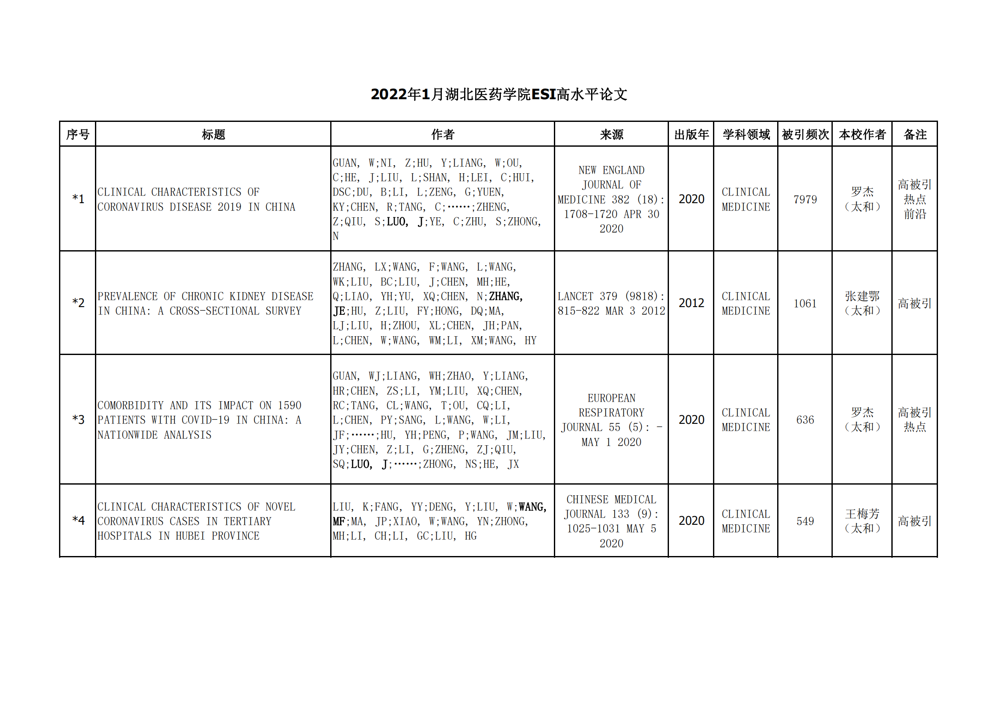 2022年1月湖北医药学院ESI高水平论文
序号 标题 作者 来源 出版年 学科领域 被引频次 本校作者 备注
*1
CLINICAL CHARACTERISTICS OF
CORONAVIRUS DISEASE 2019 IN CHINA
GUAN, W;NI, Z;HU, Y;LIANG, W;OU,
C;HE, J;LIU, L;SHAN, H;LEI, C;HUI,
DSC;DU, B;LI, L;ZENG, G;YUEN,
KY;CHEN, R;TANG, C;……;ZHENG,
Z;QIU, S;LUO, J;YE, C;ZHU, S;ZHONG,
N
NEW ENGLAND
JOURNAL OF
MEDICINE 382 (18):
1708-1720 APR 30
2020
2020
CLINICAL
MEDICINE
7979
罗杰
（太和）
高被引
热点
前沿
*2
PREVALENCE OF CHRONIC KIDNEY DISEASE
IN CHINA: A CROSS-SECTIONAL SURVEY
ZHANG, LX;WANG, F;WANG, L;WANG,
WK;LIU, BC;LIU, J;CHEN, MH;HE,
Q;LIAO, YH;YU, XQ;CHEN, N;ZHANG,
JE;HU, Z;LIU, FY;HONG, DQ;MA,
LJ;LIU, H;ZHOU, XL;CHEN, JH;PAN,
L;CHEN, W;WANG, WM;LI, XM;WANG, HY
LANCET 379 (9818):
815-822 MAR 3 2012
2012
CLINICAL
MEDICINE
1061
张建鄂
（太和）
高被引
*3
COMORBIDITY AND ITS IMPACT ON 1590
PATIENTS WITH COVID-19 IN CHINA: A
NATIONWIDE ANALYSIS
GUAN, WJ;LIANG, WH;ZHAO, Y;LIANG,
HR;CHEN, ZS;LI, YM;LIU, XQ;CHEN,
RC;TANG, CL;WANG, T;OU, CQ;LI,
L;CHEN, PY;SANG, L;WANG, W;LI,
JF;……;HU, YH;PENG, P;WANG, JM;LIU,
JY;CHEN, Z;LI, G;ZHENG, ZJ;QIU,
SQ;LUO, J;……;ZHONG, NS;HE, JX
EUROPEAN
RESPIRATORY
JOURNAL 55 (5): -
MAY 1 2020
2020
CLINICAL
MEDICINE
636
罗杰
（太和）
高被引
热点
*4
CLINICAL CHARACTERISTICS OF NOVEL
CORONAVIRUS CASES IN TERTIARY
HOSPITALS IN HUBEI PROVINCE
LIU, K;FANG, YY;DENG, Y;LIU, W;WANG,
MF;MA, JP;XIAO, W;WANG, YN;ZHONG,
MH;LI, CH;LI, GC;LIU, HG
CHINESE MEDICAL
JOURNAL 133 (9):
1025-1031 MAY 5
2020
2020
CLINICAL
MEDICINE
549
王梅芳
（太和）
高被引